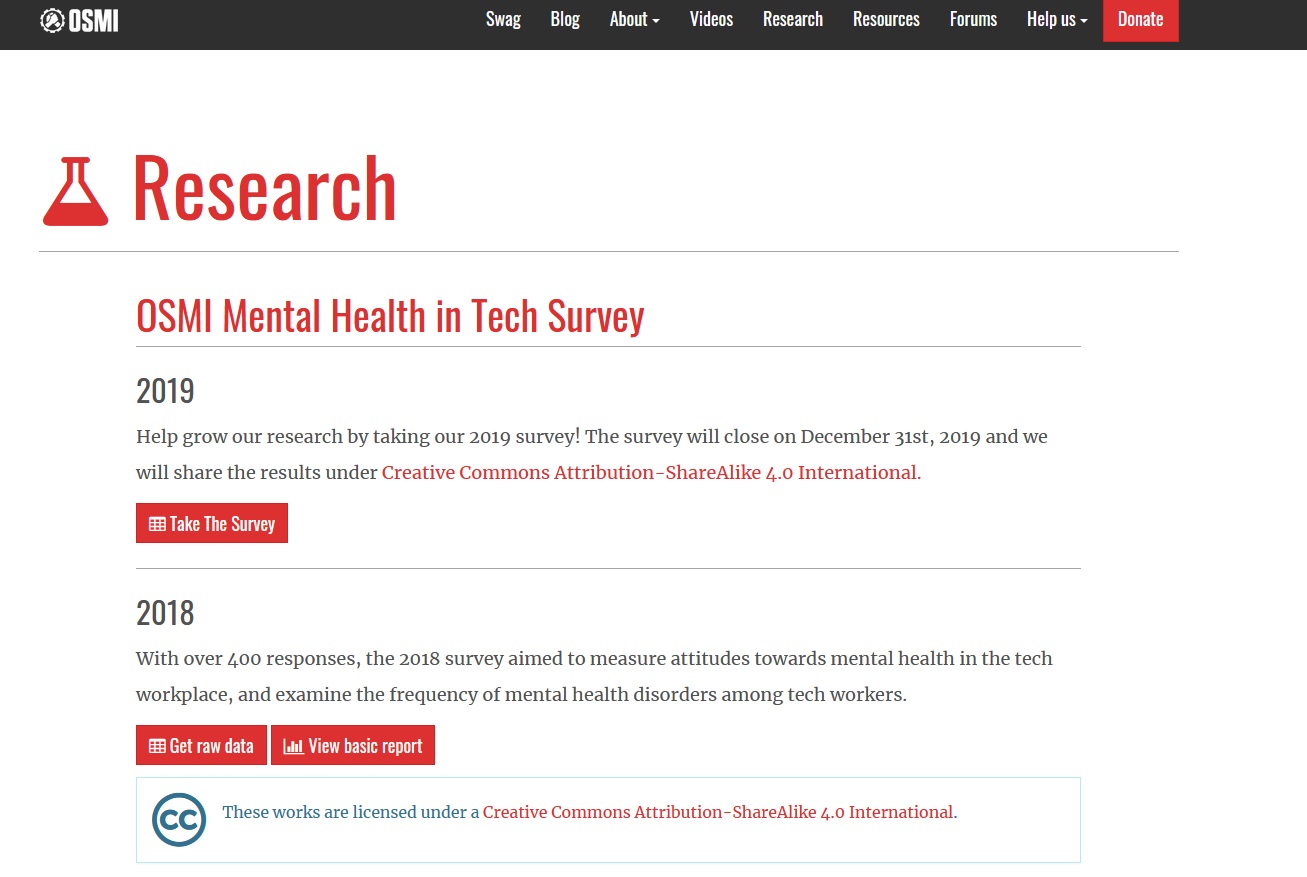 OSMI
Swag Blog About Videos Research Resources Forums Help us Donate
Research
OSMI Mental Health in Tech Survey
2019
Help grow our research by taking our 2019 survey! The survey will close on December 31st, 2019 and we
will share the results under Creative Commons Attribution-ShareAlike 4.0 International.
Take The Survey
2018
With over 400 responses, the 2018 survey aimed to measure attitudes towards mental health in the tech
workplace, and examine the frequency of mental health disorders among tech workers.
Get raw data View basic report
CC These works are licensed under a Creative Commons Attribution-ShareAlike 4.0 International.